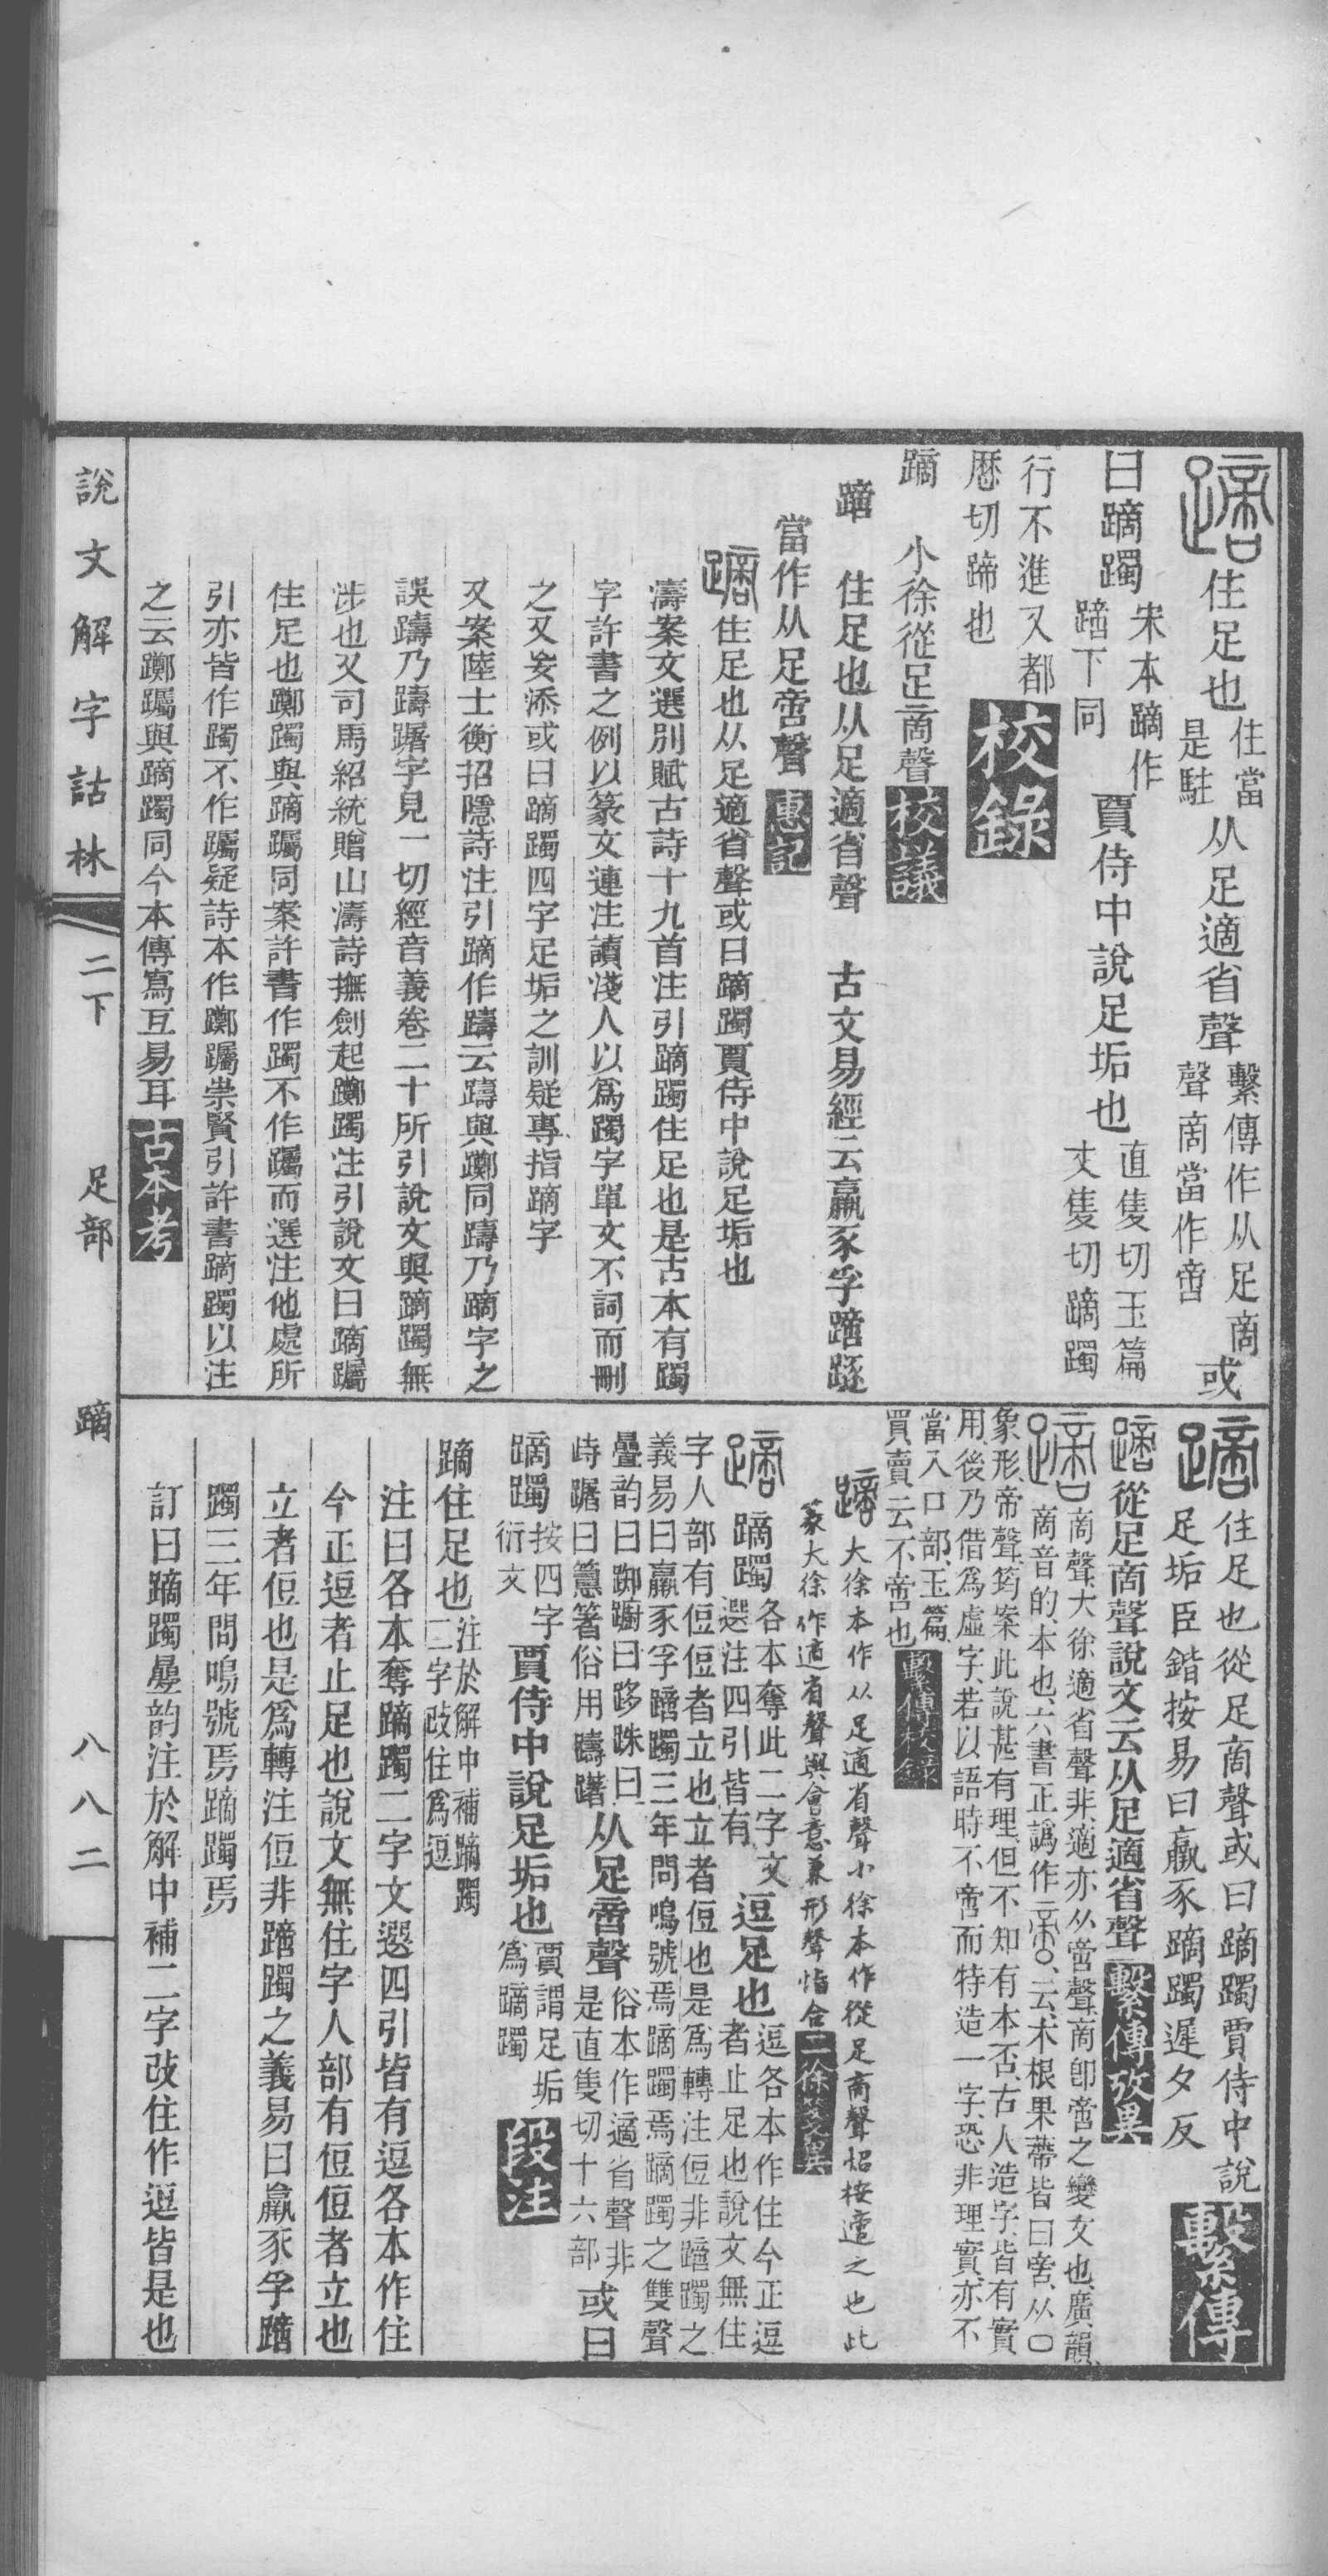 蹢住足也住當是駐从足適省聲繫傳作从足啇聲啇當作啻或
曰蹢躅宋本蹢作蹢下同賈侍中說足垢也直隻切玉篇丈隻切蹢躅
行不進又都厯切蹄也校錄
蹢 小徐從足啇聲校議
蹢 住足也从足適省聲 古文易經云羸豕孚蹢䠱
當作从足啻聲惠記
蹢住足也从足適省聲或曰蹢躅賈侍中說足垢也
濤案文選別賦古詩十九首注引蹢躅住足也是古本有躅
字許書之例以篆文連注讀淺人以爲躅字單文不詞而刪
之又妄添或曰蹢躅四字足垢之訓疑專指蹢字
又案陸士衡招隱詩注引蹢作躊云躊與躑同躊乃蹢字之
誤躊乃躊躇字見一切經音義卷二十所引說文與蹢躅無
涉也又司馬紹統贈山濤詩撫劍起躑躅注引說文曰蹢躅
住足也躑躅與蹢躅同案許書作躅不作躅而選注他處所
引亦皆作躅不作躅疑詩本作躑躅崇賢引許書蹢躅以注
之云躑躅與蹢躅同今本傳寫互易耳古本考
蹢住足也從足啇聲或曰蹢躅賈侍中說
足垢臣鍇按易曰羸豕蹢躅遲夕反繫傳
蹢從足啇聲說文云从足適省聲繫傳攷異
蹢啇聲大徐適省聲非適亦从啻聲啇卽啻之變文也廣韻
啇音的本也六書正譌作云木根果蒂皆曰啻从口
象形帝聲筠案此說甚有理但不知有本否古人造字皆有實
用後乃借爲虛字若以語時不啻而特造一字恐非理實亦不
當入口部玉篇
買賣云不啻也繫傳校錄
蹢大徐本作从足適省聲小徐本作從足啇聲招按適之也此
篆大徐作適省聲與會意兼形聲恉合二徐箋異
蹢蹢躅各本奪此二字文選注四引皆有逗足也逗各本作住今正逗者止足也說文無住
字人部有侸侸者立也立者侸也是爲轉注侸非蹢躅之
義易曰羸豕孚蹢躅三年問鳴號焉蹢躅焉蹢躅之雙聲
疊韵曰踟躕曰跢跦曰峙踞曰簋箸俗用躊躇从足啻聲俗本作適省聲非是直隻切十六部或曰
蹢躅按四字衍文賈侍中說足垢也賈謂足垢爲蹢躅段注
蹢住足也注於解中補蹢躅二字改住爲逗
注曰各本奪蹢躅二字文選四引皆有逗各本作住
今正逗者止足也說文無住字人部有侸侸者立也
立者侸也是爲轉注侸非蹢躅之義易曰羸豕孚蹢
躅三年問鳴號焉蹢躅焉
訂曰蹢躅疊韵注於解中補二字改住作逗皆是也
說文解字詁林 二下 足部 蹢 八八二